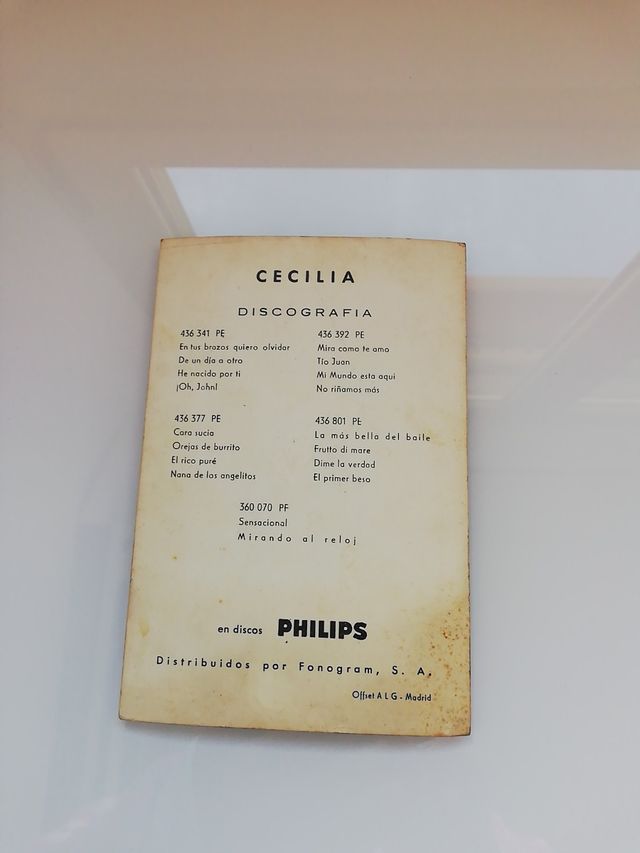 CECILIA
DISCOGRAFIA
436 341 PE
En tus brazos quiero olvidar
De un día a otro
He nacido por ti
¡Oh, John!
436 392 PE
Mira como te amo
Tío Juan
Mi Mundo esta aqui
No riñamos más
436 377 PE
Cara sucia
Orejas de burrito
El rico puré
Nana de los angelitos
436 801 PE
La más bella del baile
Frutto di mare
Dime la verdad
El primer beso
360 070 PF
Sensacional
Mirando al reloj
en discos PHILIPS
Distribuidos por Fonogram, S. A.
Offset A L G - Madrid